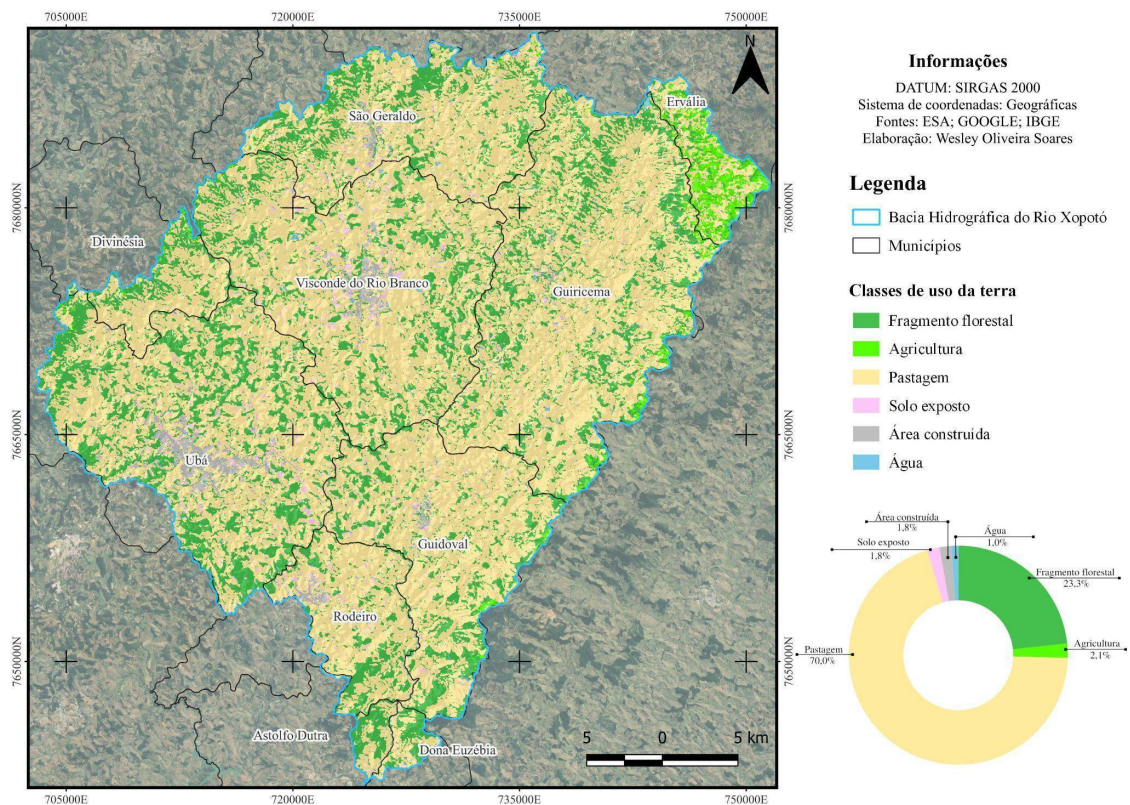 705000E
720000E
735000E
750000E
7680000N
7665000N
7650000N
N
Ervália
São Geraldo
Divinésia
Visconde do Rio Branco
Guiricema
Ubá
Guidoval
Rodeiro
Astolfo Dutra
Dona Euzébia
5 0 5 km
7680000N
7665000N
7650000N
705000E
720000E
735000E
750000E
Informações
DATUM: SIRGAS 2000
Sistema de coordenadas: Geográficas
Fontes: ESA; GOOGLE; IBGE
Elaboração: Wesley Oliveira Soares
Legenda
Bacia Hidrográfica do Rio Xopotó
Municípios
Classes de uso da terra
Fragmento florestal
Agricultura
Pastagem
Solo exposto
Área construida
Água
Área construída
1,8%
Água
1,0%
Solo exposto
1,8%
Fragmento florestal
23,3%
Agricultura
2,1%
Pastagem
70,0%